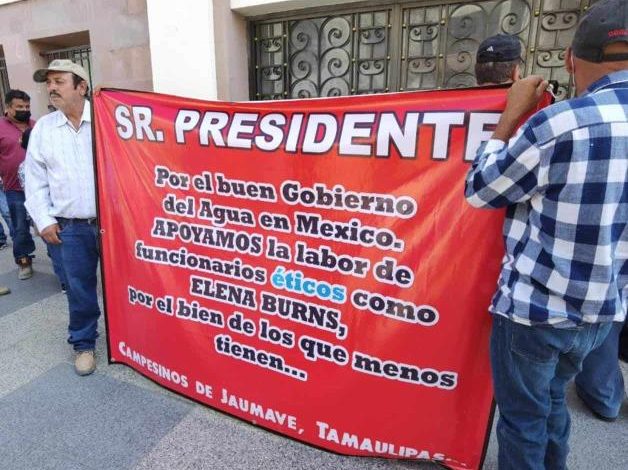 SR. PRESIDENTE
Por el buen Gobierno
del Agua en Mexico.
APOYAMOS la labor de
funcionarios éticos como
ELENA BURNS,
por el bien de los que menos
tienen...
CAMPESINOS DE JAUMAVE, TAMAULIPAS...